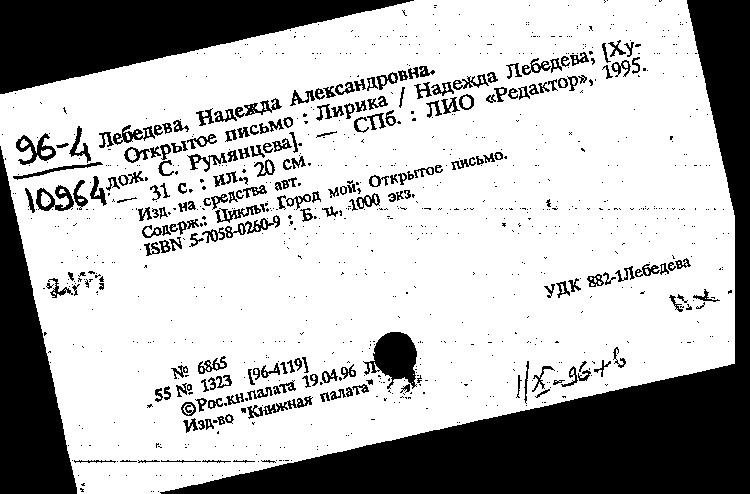 96-4
10964
Лебедева, Надежда Александровна.
Открытое письмо : Лирика / Надежда Лебедева; [Ху-
дож. С. Румянцева]. — СПб. : ЛИО «Редактор», 1995.
— 31 с. : ил.; 20 см.
Изд. на средства авт.
Содерж.: Циклы: Город мой; Открытое письмо.
ISBN 5-7058-0260-9 : Б. ц., 1000 экз.
УДК 882-1Лебедева
№ 6865
55 № 1323 [96-4119]
©Рос.кн.палата 19.04.96 Л
Изд-во "Книжная палата"